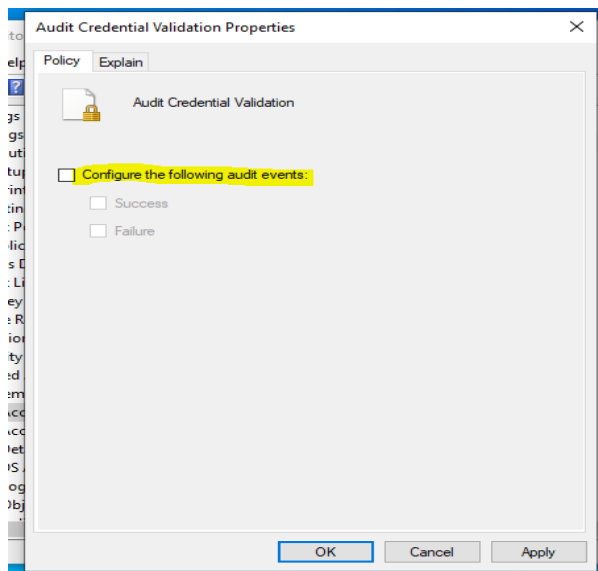 Audit Credential Validation Properties
Policy
Explain
Audit Credential Validation
Configure the following audit events:
Success
Failure
OK
Cancel
Apply